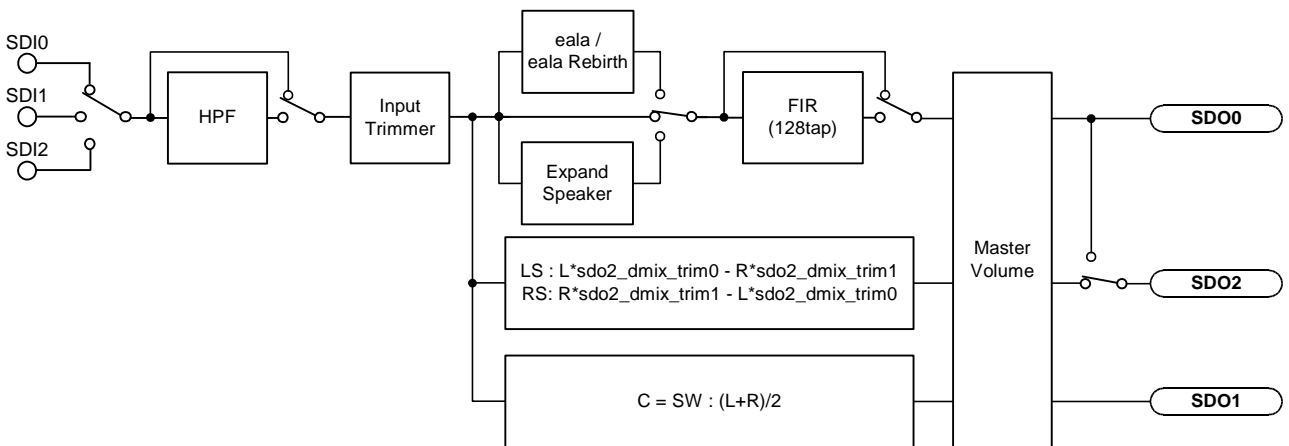 SDI0
SDI1
SDI2
HPF
Input
Trimmer
eala /
eala Rebirth
Expand
Speaker
FIR
(128tap)
LS : L*sdo2_dmix_trim0 - R*sdo2_dmix_trim1
RS: R*sdo2_dmix_trim1 - L*sdo2_dmix_trim0
C = SW : (L+R)/2
Master
Volume
SDO0
SDO2
SDO1